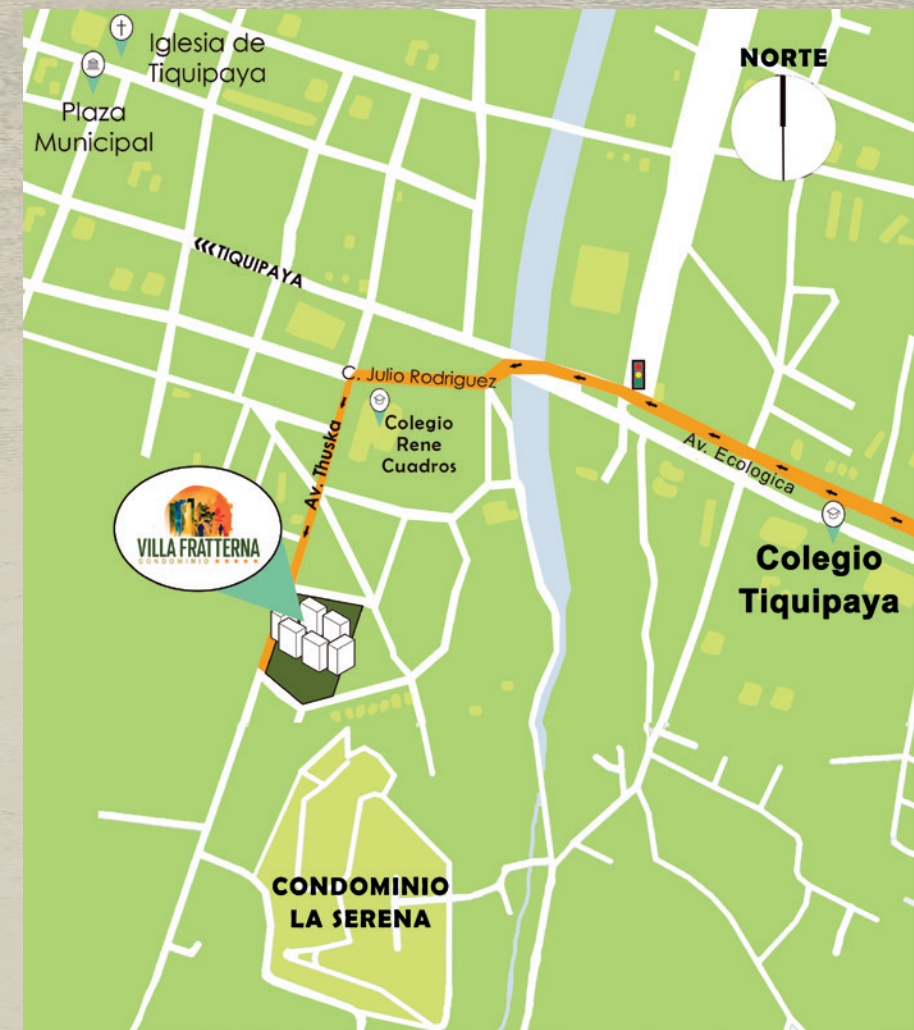 Iglesia de
Tiquipaya
Plaza
Municipal
NORTE
TIQUIPAYA
C. Julio Rodriguez
Colegio
Rene
Cuadros
Av. Thuska
Av. Ecologica
VILLA FRATTERNA
CONDOMINIO
Colegio
Tiquipaya
CONDOMINIO
LA SERENA